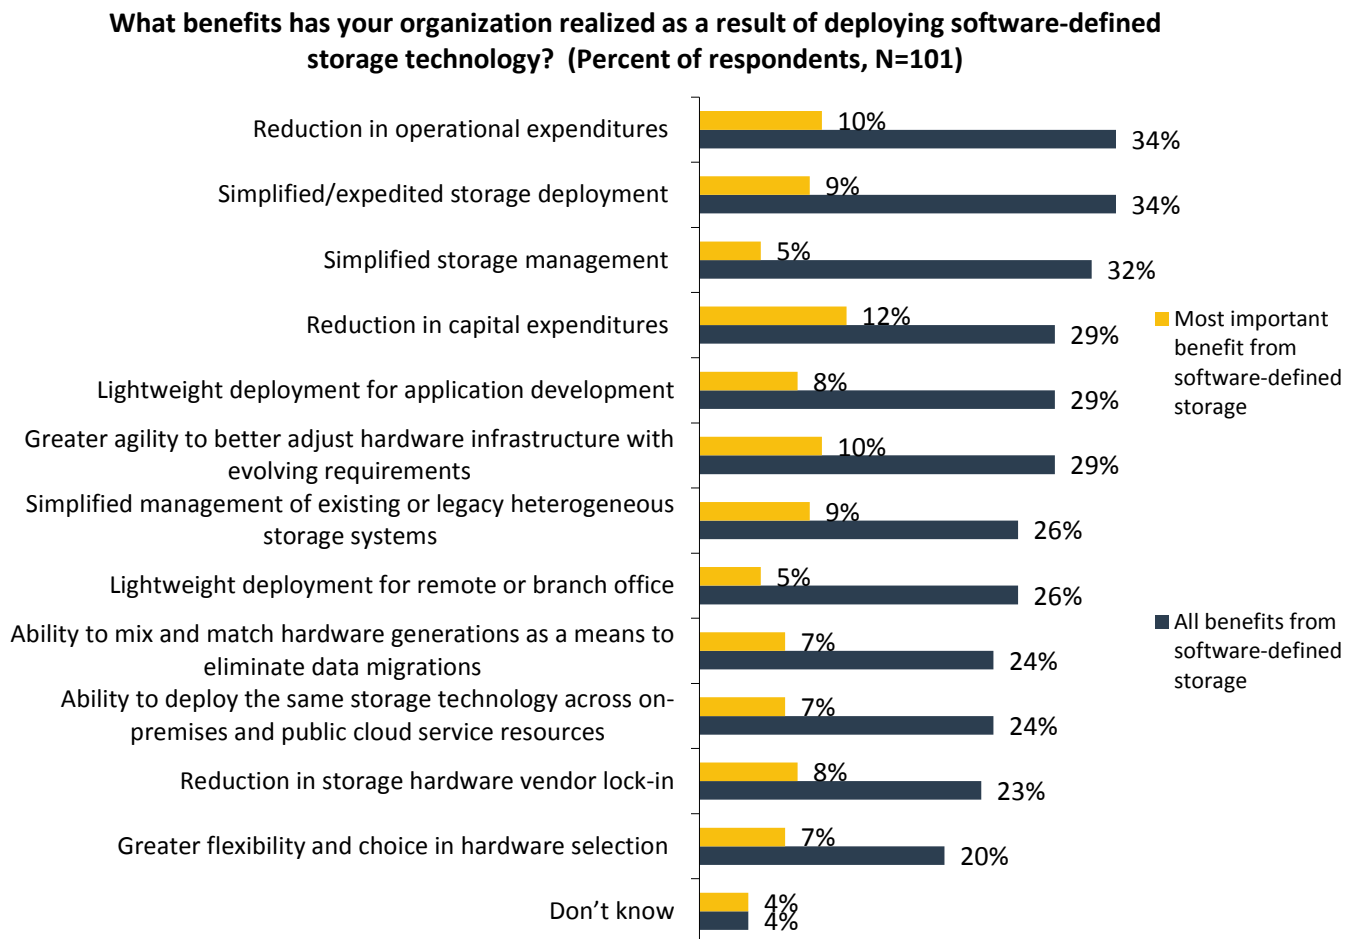 What benefits has your organization realized as a result of deploying software-defined
storage technology?  (Percent of respondents, N=101)
Reduction in operational expenditures
10%
34%
Simplified/expedited storage deployment
9%
34%
Simplified storage management
5%
32%
Reduction in capital expenditures
12%
29%
Lightweight deployment for application development
8%
29%
Greater agility to better adjust hardware infrastructure with
evolving requirements
10%
29%
Simplified management of existing or legacy heterogeneous
storage systems
9%
26%
Lightweight deployment for remote or branch office
5%
26%
Ability to mix and match hardware generations as a means to
eliminate data migrations
7%
24%
Ability to deploy the same storage technology across on-
premises and public cloud service resources
7%
24%
Reduction in storage hardware vendor lock-in
8%
23%
Greater flexibility and choice in hardware selection
7%
20%
Don’t know
4%
4%
Most important
benefit from
software-defined
storage
All benefits from
software-defined
storage